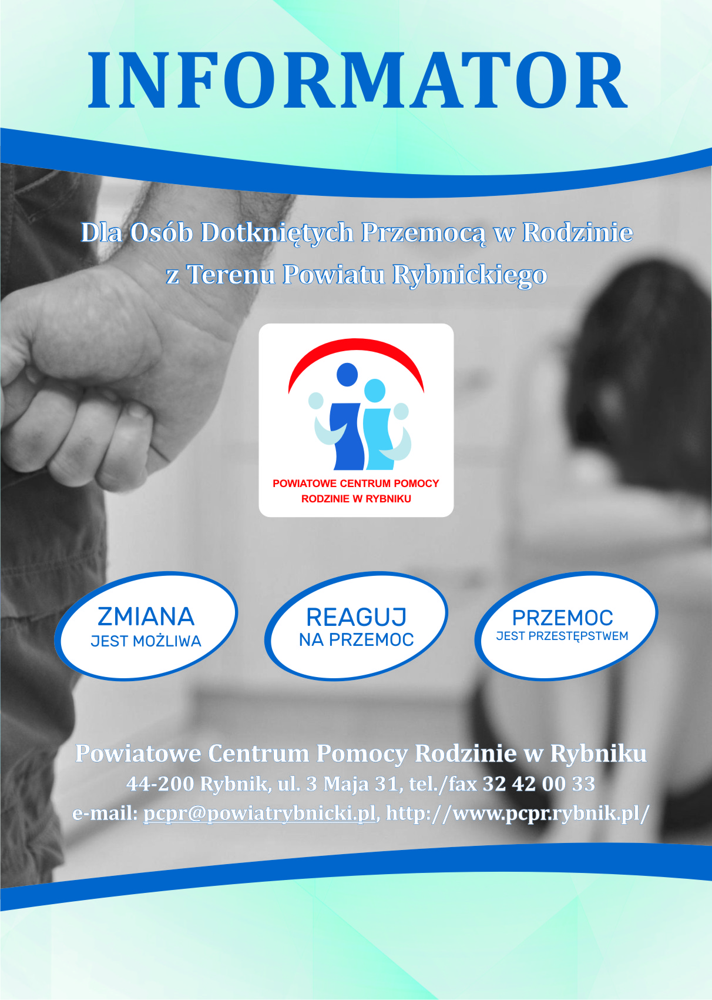 INFORMATOR
Dla Osób Dotkniętych Przemocą w Rodzinie
z Terenu Powiatu Rybnickiego
POWIATOWE CENTRUM POMOCY
RODZINIE W RYBNIKU
ZMIANA
JEST MOŻLIWA
REAGUJ
NA PRZEMOC
PRZEMOC
JEST PRZESTĘPSTWEM
Powiatowe Centrum Pomocy Rodzinie w Rybniku
44-200 Rybnik, ul. 3 Maja 31, tel./fax 32 42 00 33
e-mail: pcpr@powiatrybnicki.pl, http://www.pcpr.rybnik.pl/